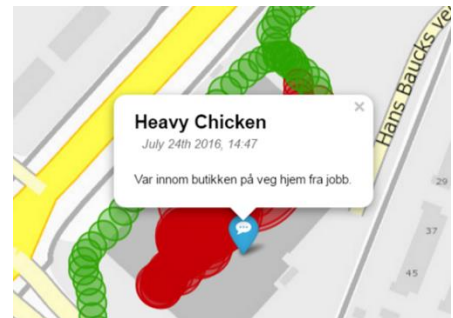 Heavy Chicken
July 24th 2016, 14:47
Var innom butikken på veg hjem fra jobb.
Hans Baucks ve
29
37
45